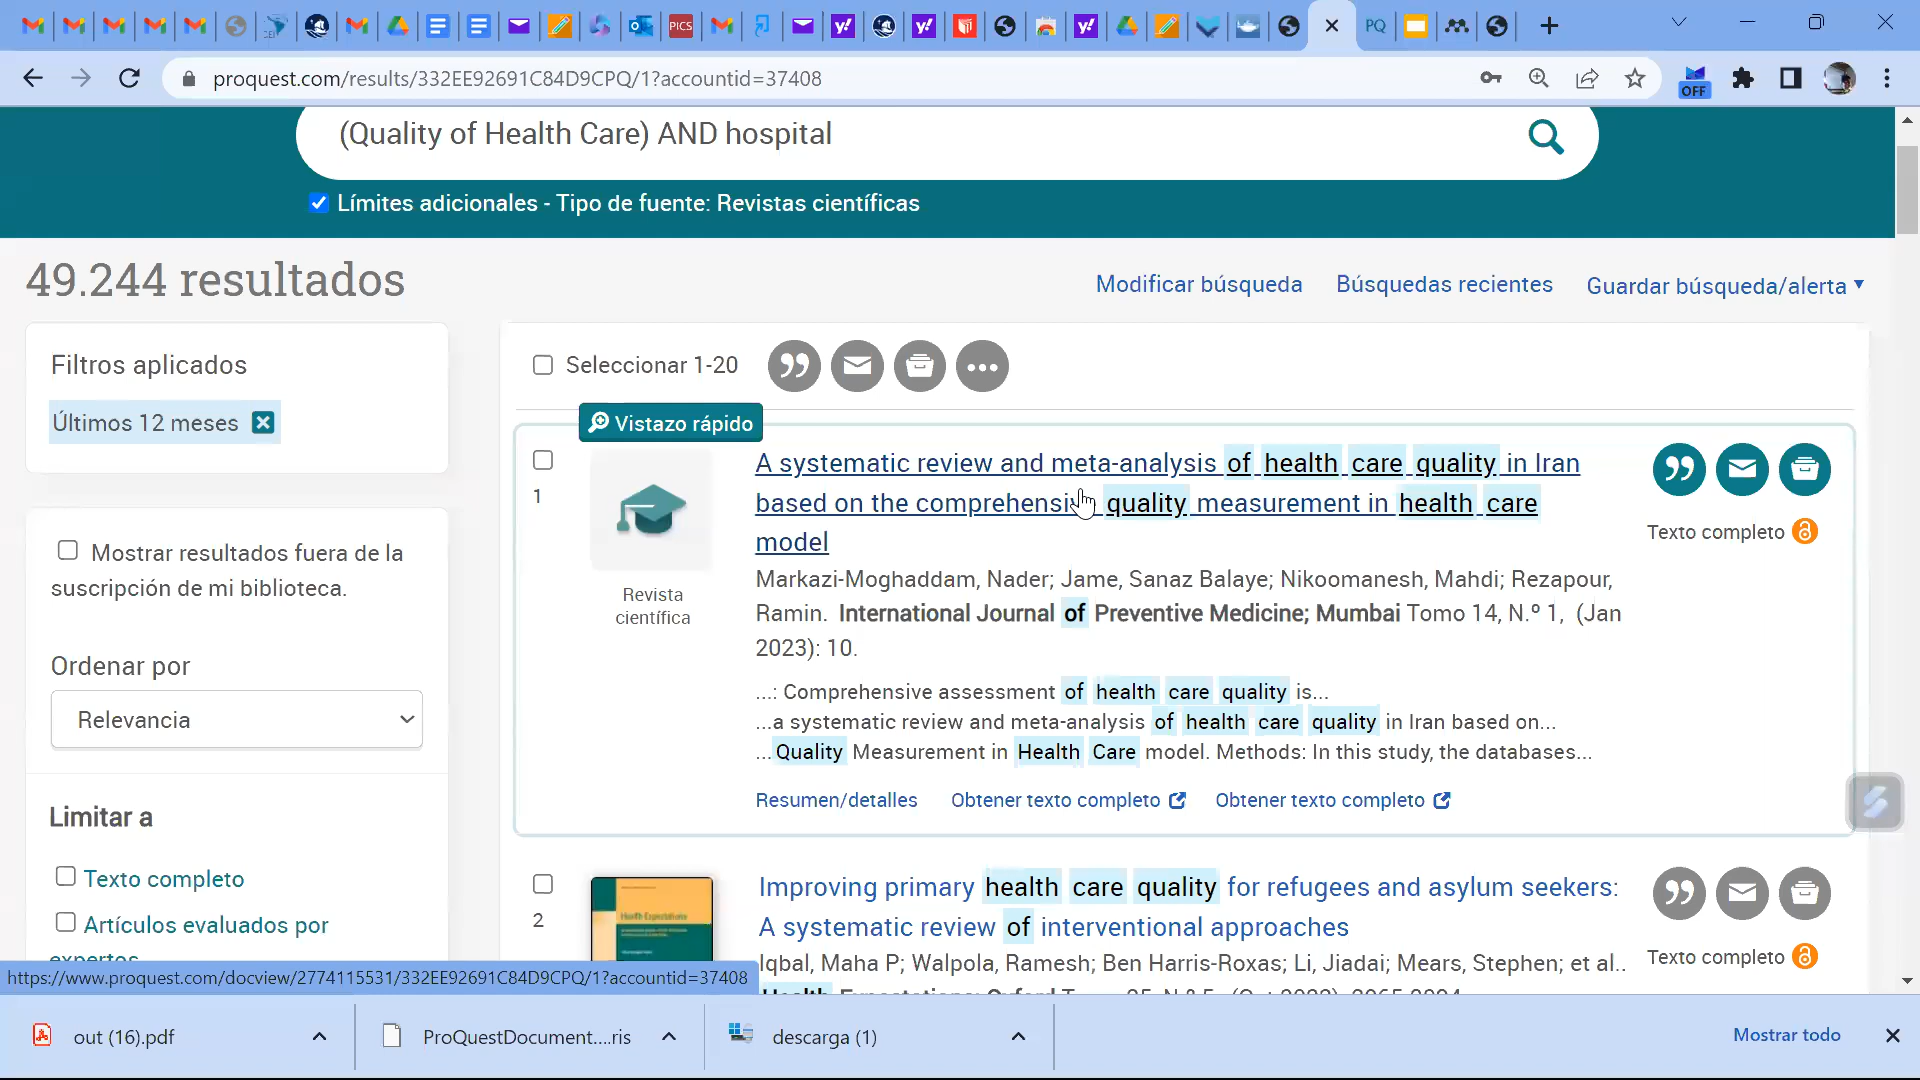 PICS
PQ
proquest.com/results/332EE92691C84D9CPQ/1?accountid=37408
OFF
(Quality of Health Care) AND hospital
Límites adicionales - Tipo de fuente: Revistas científicas
49.244 resultados
Modificar búsqueda
Búsquedas recientes
Guardar búsqueda/alerta
Filtros aplicados
Últimos 12 meses
Mostrar resultados fuera de la
suscripción de mi biblioteca.
Ordenar por
Relevancia
Limitar a
Texto completo
Artículos evaluados por
expertos
Seleccionar 1-20
Vistazo rápido
1
Revista
científica
A systematic review and meta-analysis of health care quality in Iran
based on the comprehensive quality measurement in health care
model
Markazi-Moghaddam, Nader; Jame, Sanaz Balaye; Nikoomanesh, Mahdi; Rezapour,
Ramin. International Journal of Preventive Medicine; Mumbai Tomo 14, N.º 1, (Jan
2023): 10.
...: Comprehensive assessment of health care quality is...
...a systematic review and meta-analysis of health care quality in Iran based on...
...Quality Measurement in Health Care model. Methods: In this study, the databases...
Resumen/detalles
Obtener texto completo
Obtener texto completo
Texto completo
2
Health Expectations
Improving primary health care quality for refugees and asylum seekers:
A systematic review of interventional approaches
Iqbal, Maha P; Walpola, Ramesh; Ben Harris-Roxas; Li, Jiadai; Mears, Stephen; et al..
Texto completo
https://www.proquest.com/docview/2774115531/332EE92691C84D9CPQ/1?accountid=37408
out (16).pdf
ProQuestDocument....ris
descarga (1)
Mostrar todo